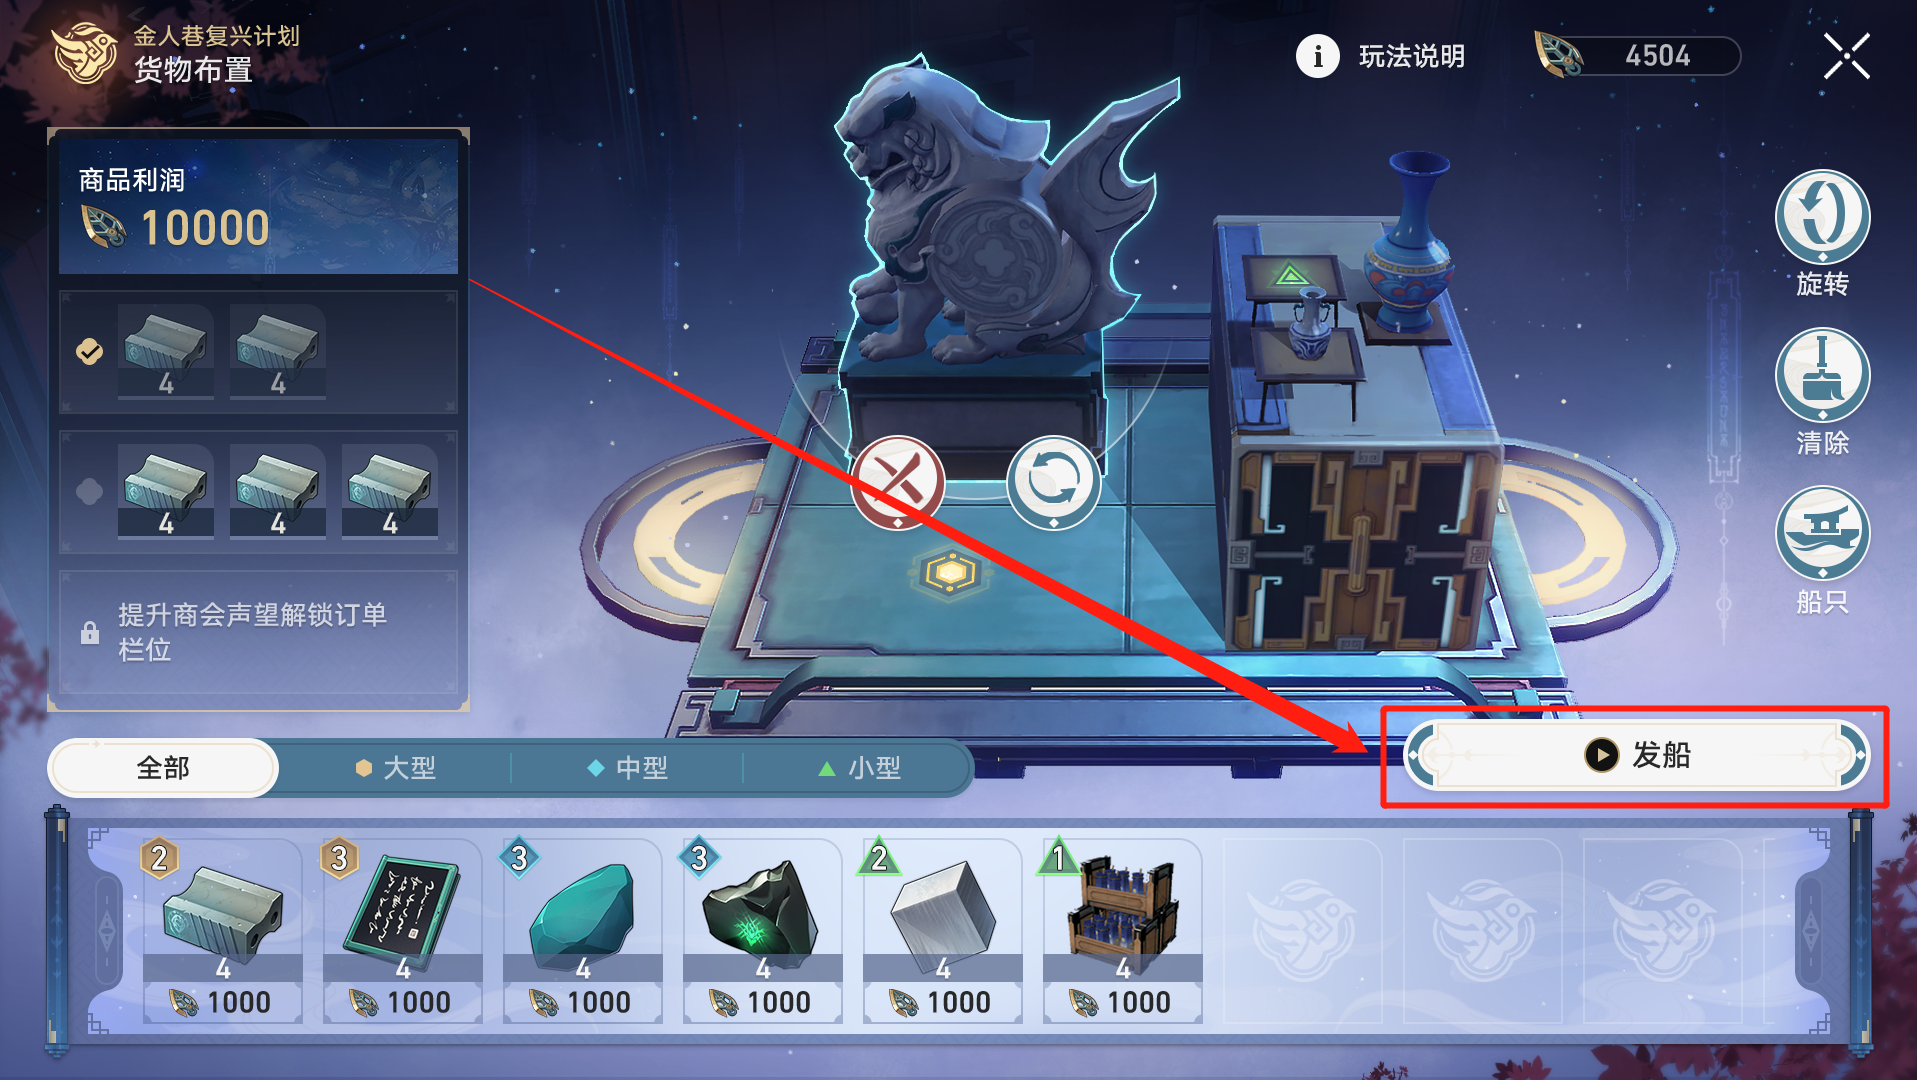 金人巷复兴计划
货物布置
玩法说明
4504
商品利润
10000
4 4
4 4 4
提升商会声望解锁订单
栏位
旋转
清除
船只
全部 大型 中型 小型
发船
2 3 3 3 2 1
4 4 4 4 4 4
1000 1000 1000 1000 1000 1000